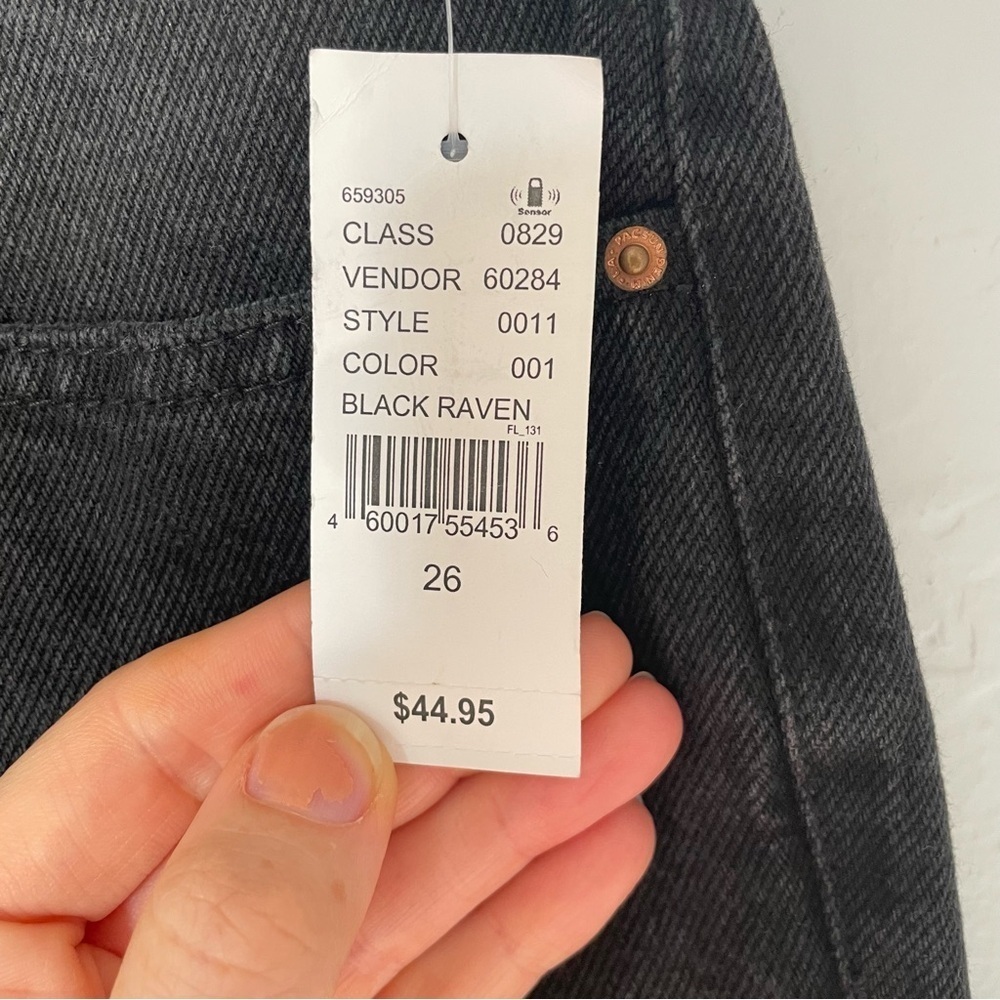 659305
Sensor
CLASS 0829
VENDOR 60284
STYLE 0011
COLOR 001
BLACK RAVEN
FL_131
4 60017 55453 6
26
$44.95
PACSUN